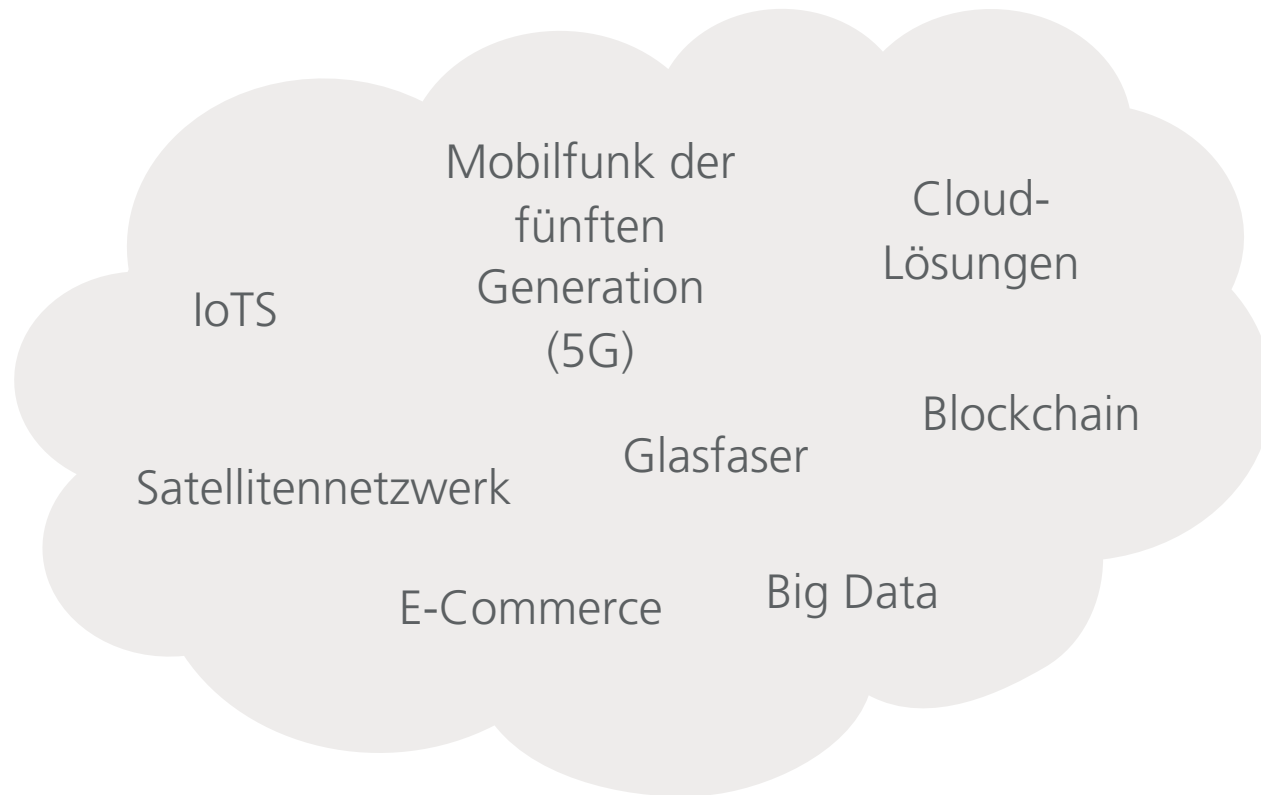 Mobilfunk der
fünften
Generation
(5G)
Cloud-
Lösungen
IoTS
Blockchain
Glasfaser
Satellitennetzwerk
E-Commerce
Big Data